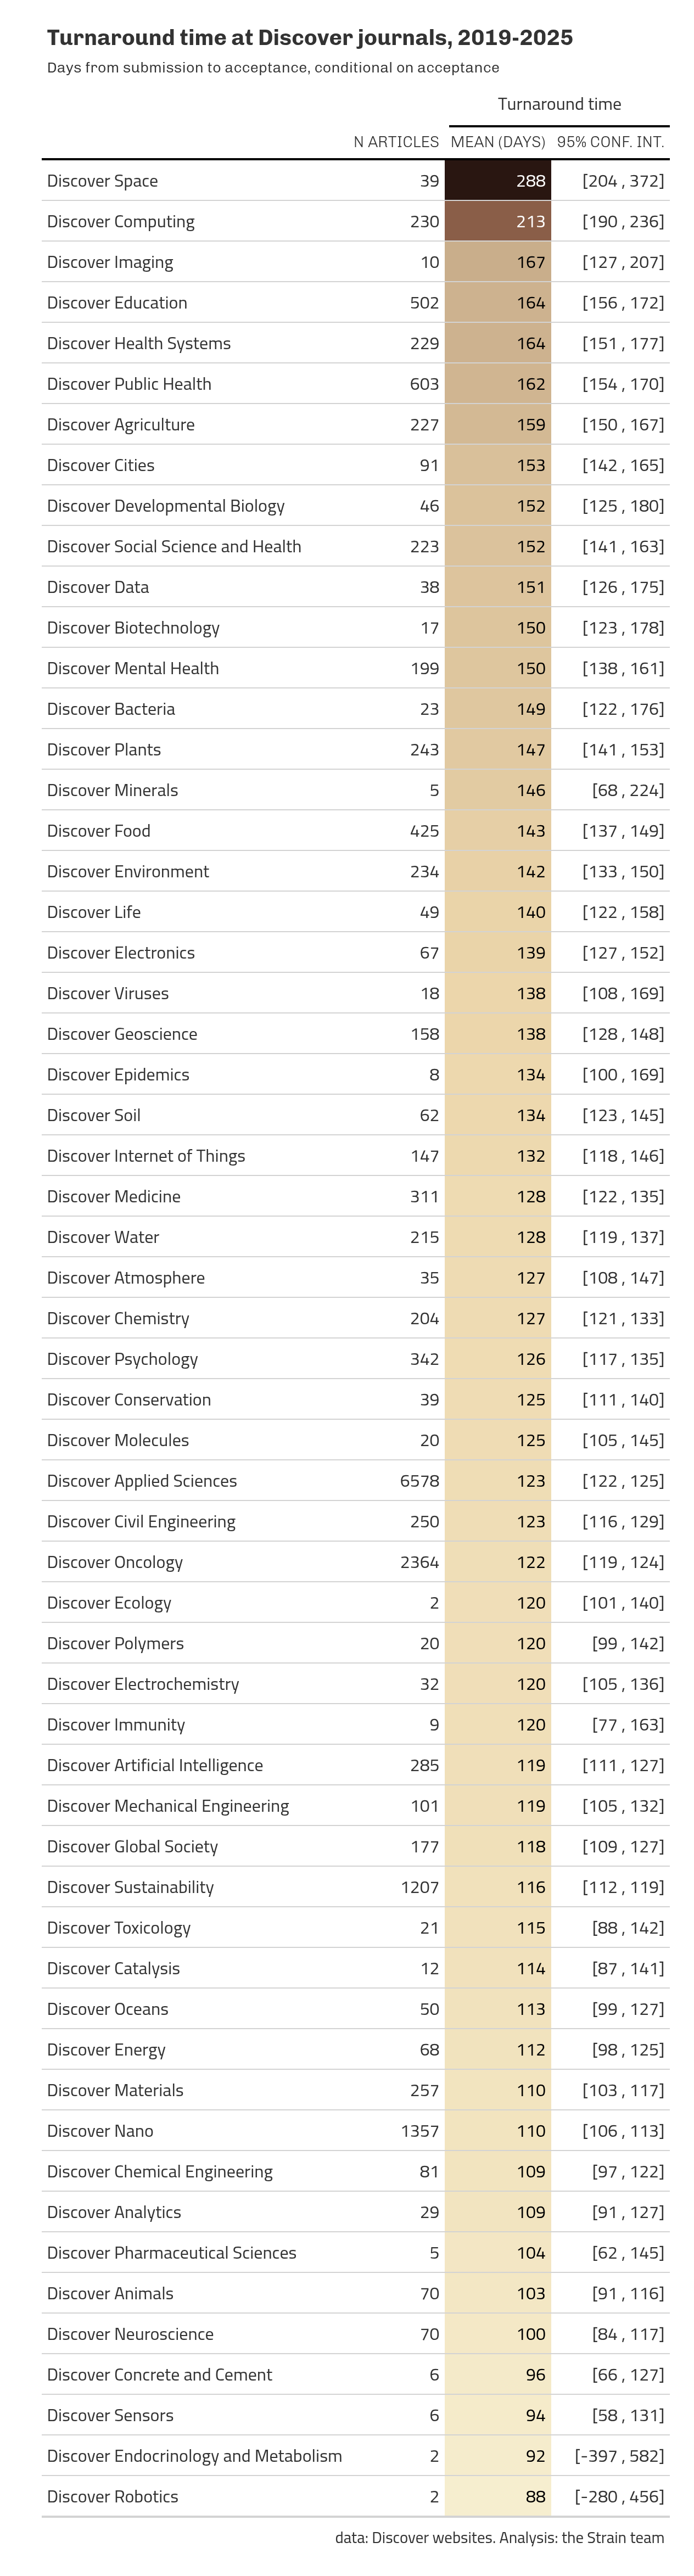 Turnaround time at Discover journals, 2019-2025
Days from submission to acceptance, conditional on acceptance
Turnaround time
N ARTICLES MEAN (DAYS) 95% CONF. INT.
Discover Space 39 288 [204 , 372]
Discover Computing 230 213 [190 , 236]
Discover Imaging 10 167 [127 , 207]
Discover Education 502 164 [156 , 172]
Discover Health Systems 229 164 [151 , 177]
Discover Public Health 603 162 [154 , 170]
Discover Agriculture 227 159 [150 , 167]
Discover Cities 91 153 [142 , 165]
Discover Developmental Biology 46 152 [125 , 180]
Discover Social Science and Health 223 152 [141 , 163]
Discover Data 38 151 [126 , 175]
Discover Biotechnology 17 150 [123 , 178]
Discover Mental Health 199 150 [138 , 161]
Discover Bacteria 23 149 [122 , 176]
Discover Plants 243 147 [141 , 153]
Discover Minerals 5 146 [68 , 224]
Discover Food 425 143 [137 , 149]
Discover Environment 234 142 [133 , 150]
Discover Life 49 140 [122 , 158]
Discover Electronics 67 139 [127 , 152]
Discover Viruses 18 138 [108 , 169]
Discover Geoscience 158 138 [128 , 148]
Discover Epidemics 8 134 [100 , 169]
Discover Soil 62 134 [123 , 145]
Discover Internet of Things 147 132 [118 , 146]
Discover Medicine 311 128 [122 , 135]
Discover Water 215 128 [119 , 137]
Discover Atmosphere 35 127 [108 , 147]
Discover Chemistry 204 127 [121 , 133]
Discover Psychology 342 126 [117 , 135]
Discover Conservation 39 125 [111 , 140]
Discover Molecules 20 125 [105 , 145]
Discover Applied Sciences 6578 123 [122 , 125]
Discover Civil Engineering 250 123 [116 , 129]
Discover Oncology 2364 122 [119 , 124]
Discover Ecology 2 120 [101 , 140]
Discover Polymers 20 120 [99 , 142]
Discover Electrochemistry 32 120 [105 , 136]
Discover Immunity 9 120 [77 , 163]
Discover Artificial Intelligence 285 119 [111 , 127]
Discover Mechanical Engineering 101 119 [105 , 132]
Discover Global Society 177 118 [109 , 127]
Discover Sustainability 1207 116 [112 , 119]
Discover Toxicology 21 115 [88 , 142]
Discover Catalysis 12 114 [87 , 141]
Discover Oceans 50 113 [99 , 127]
Discover Energy 68 112 [98 , 125]
Discover Materials 257 110 [103 , 117]
Discover Nano 1357 110 [106 , 113]
Discover Chemical Engineering 81 109 [97 , 122]
Discover Analytics 29 109 [91 , 127]
Discover Pharmaceutical Sciences 5 104 [62 , 145]
Discover Animals 70 103 [91 , 116]
Discover Neuroscience 70 100 [84 , 117]
Discover Concrete and Cement 6 96 [66 , 127]
Discover Sensors 6 94 [58 , 131]
Discover Endocrinology and Metabolism 2 92 [-397 , 582]
Discover Robotics 2 88 [-280 , 456]
data: Discover websites. Analysis: the Strain team